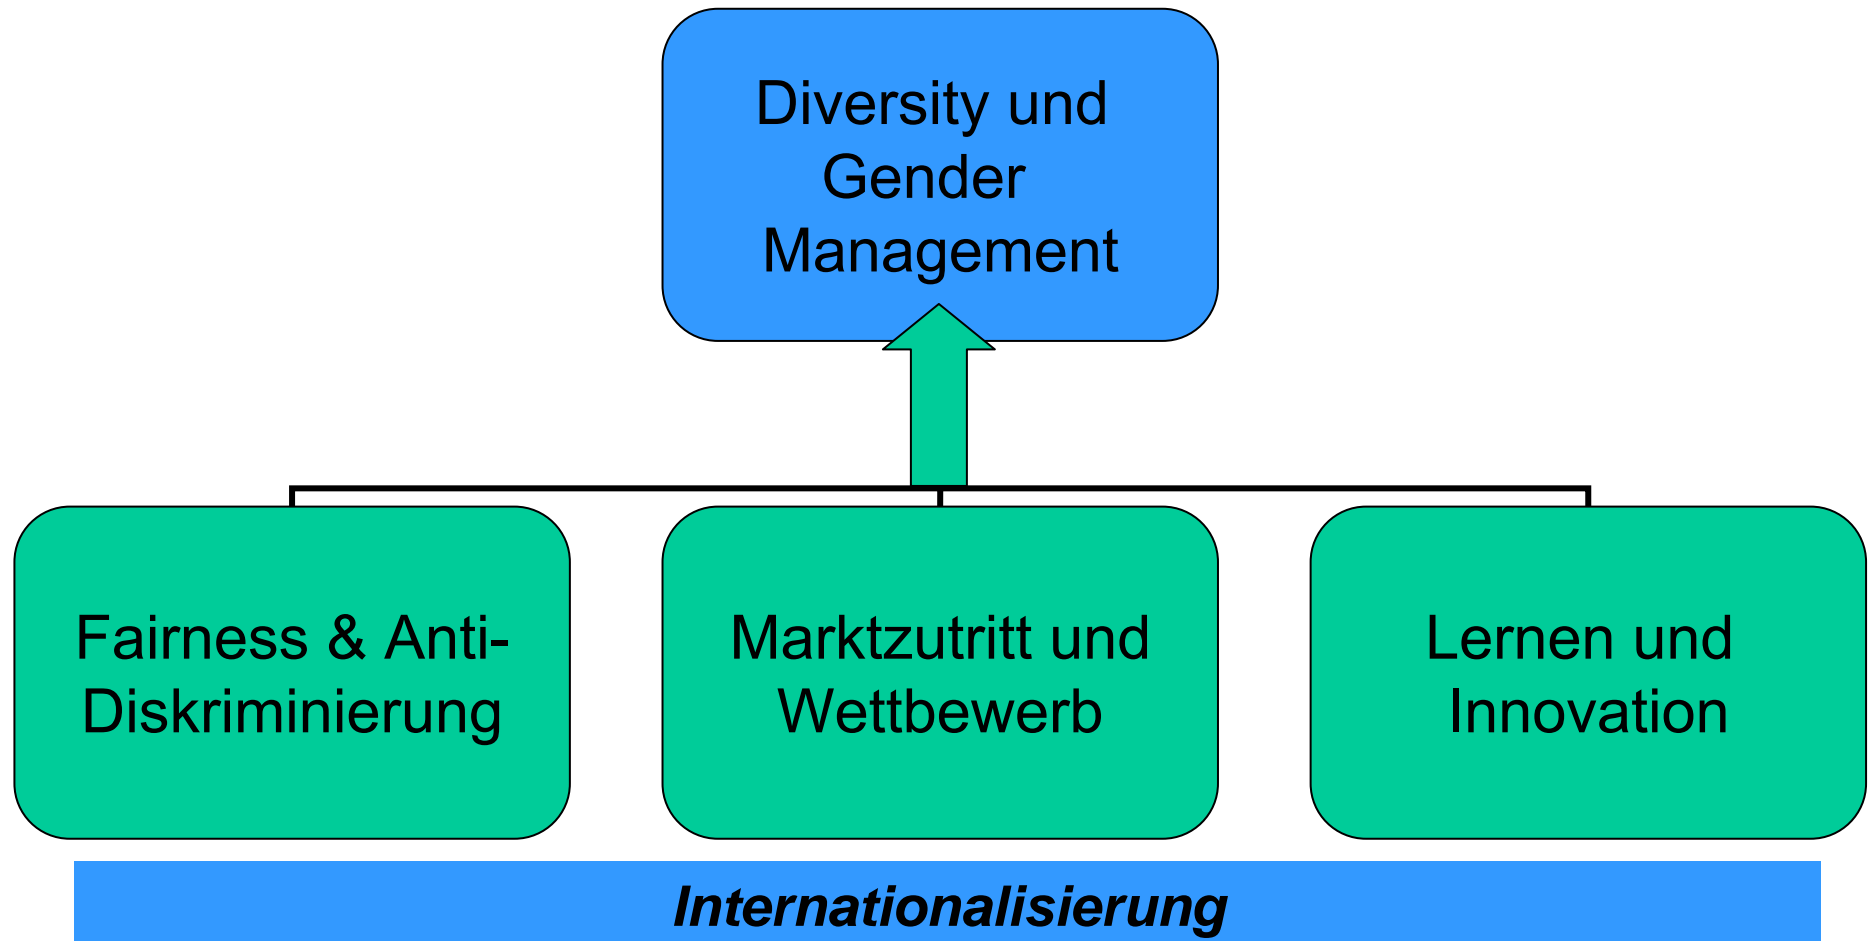 Diversity und
Gender
Management
Fairness & Anti-
Diskriminierung
Marktzutritt und
Wettbewerb
Lernen und
Innovation
Internationalisierung